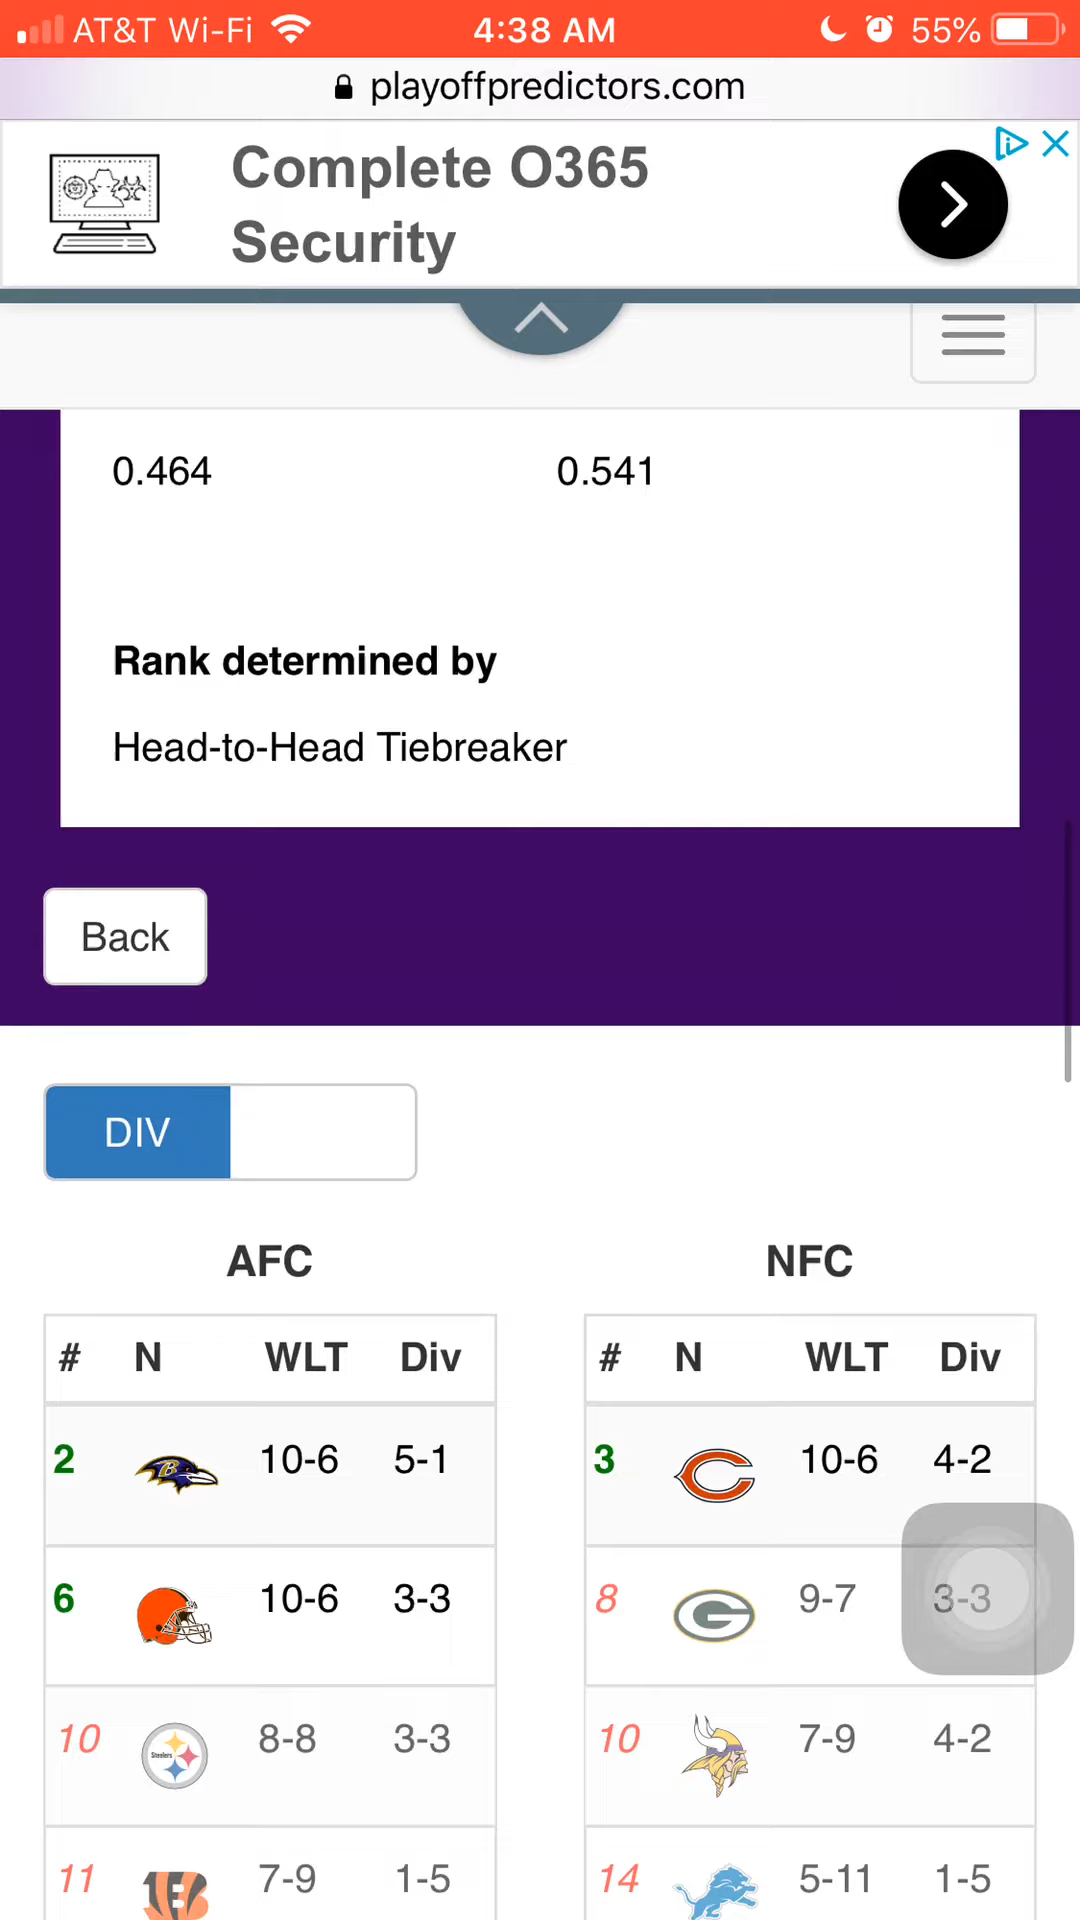 AT&T Wi-Fi 4:38 AM 55%
playoffpredictors.com
Complete O365
Security
0.464 0.541
Rank determined by
Head-to-Head Tiebreaker
Back
DIV
AFC NFC
# N WLT Div # N WLT Div
2 B 10-6 5-1 3 C 10-6 4-2
6 10-6 3-3 8 G 9-7 3-3
10 Steelers 8-8 3-3 10 7-9 4-2
11 B 7-9 1-5 14 5-11 1-5